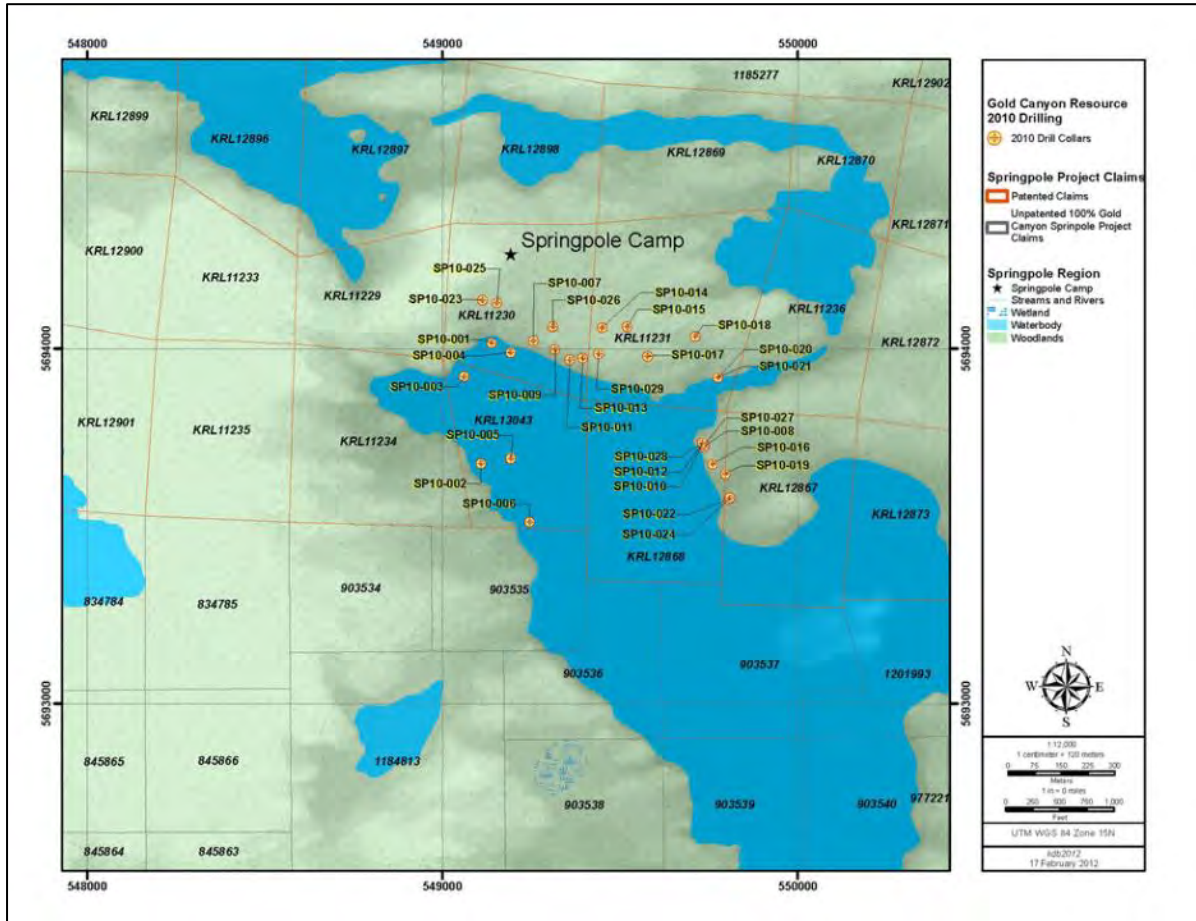 548000
549000
550000
1185277
KRL12902
KRL12899
KRL12896
KRL12897
KRL12898
KRL12869
KRL12870
KRL12871
KRL12900
KRL11233
KRL11229
Springpole Camp
SP10-025
SP10-007
SP10-023
SP10-026
SP10-014
SP10-015
KRL11230
KRL11236
KRL11231
SP10-018
5694000
5694000
SP10-001
SP10-004
KRL12872
SP10-020
SP10-017
SP10-021
SP10-003
SP10-009
SP10-029
SP10-013
SP10-011
KRL12901
KRL11235
KRL11234
KRL13043
SP10-005
SP10-027
SP10-008
SP10-028
SP10-016
SP10-012
SP10-019
SP10-002
SP10-010
KRL12867
SP10-006
SP10-022
KRL12873
SP10-024
KRL12868
903534
903535
834784
834785
903536
903537
1201993
5693000
5693000
845865
845866
1184813
903538
903539
903540
977221
845864
845863
548000
549000
550000
Gold Canyon Resource
2010 Drilling
2010 Drill Collars
Springpole Project Claims
Patented Claims
Unpatented 100% Gold
Canyon Sprinpole Project
Claims
Springpole Region
Springpole Camp
Streams and Rivers
Wetland
Waterbody
Woodlands
N
W
E
S
1:12,000
1 centimeter = 120 meters
0 75 150 225 300
Meters
1 in = 0 miles
0 250 500 750 1,000
Feet
UTM WGS 84 Zone 15N
17 February 2012